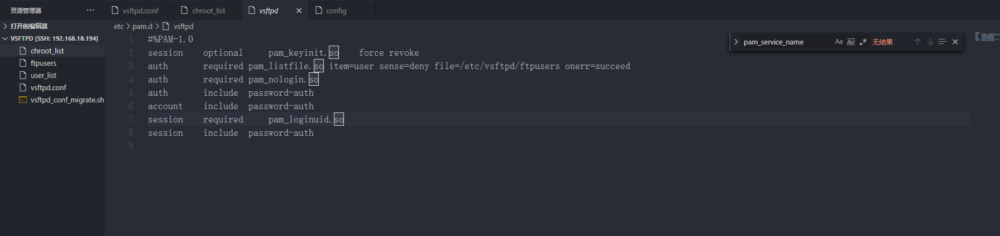 资源管理器
vsftpd.conf
chroot_list
vsftpd
config
打开的编辑器
etc > pam.d > vsftpd
VSFTPD [SSH: 192.168.18.194]
chroot_list
ftpusers
user_list
vsftpd.conf
vsftpd_conf_migrate.sh
1 #%PAM-1.0
2 session    optional     pam_keyinit.so    force revoke
3 auth       required pam_listfile.so item=user sense=deny file=/etc/vsftpd/ftpusers onerr=succeed
4 auth       required pam_nologin.so
5 auth       include  password-auth
6 account    include  password-auth
7 session    required     pam_loginuid.so
8 session    include  password-auth
9
pam_service_name
Aa Abl .* 无结果